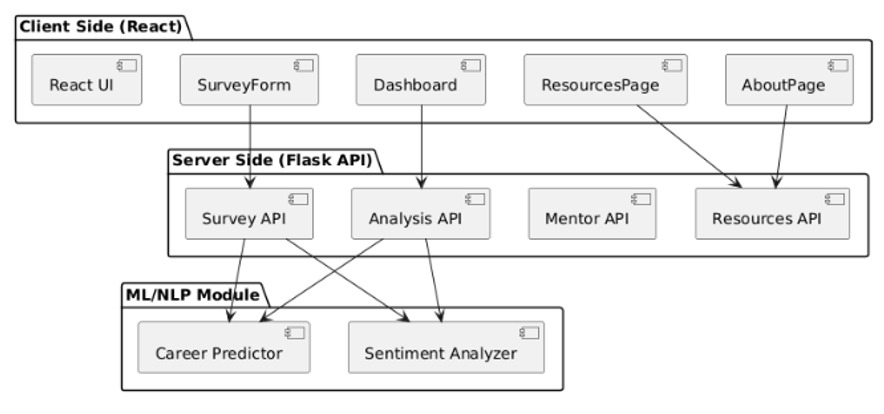 Client Side (React)
React UI
SurveyForm
Dashboard
ResourcesPage
AboutPage
Server Side (Flask API)
Survey API
Analysis API
Mentor API
Resources API
ML/NLP Module
Career Predictor
Sentiment Analyzer